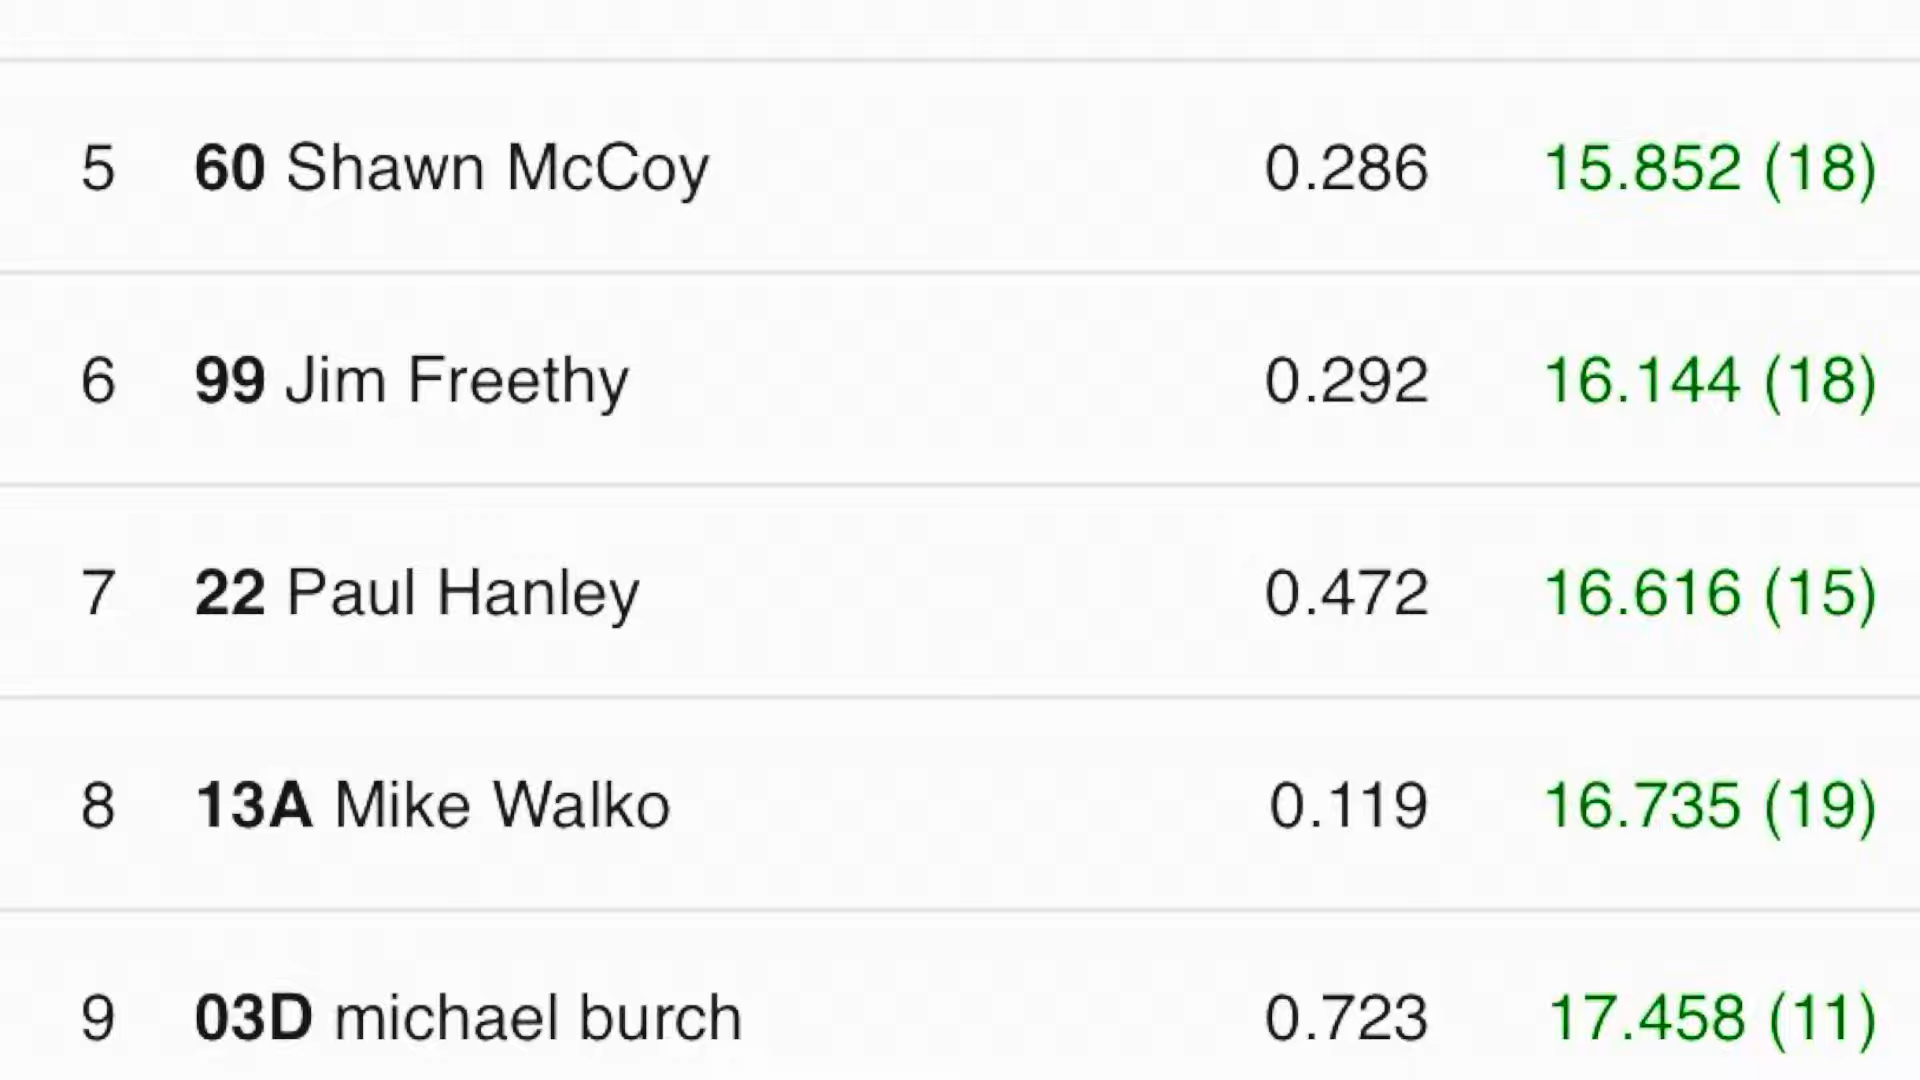 5 60 Shawn McCoy 0.286 15.852 (18)
6 99 Jim Freethy 0.292 16.144 (18)
7 22 Paul Hanley 0.472 16.616 (15)
8 13A Mike Walko 0.119 16.735 (19)
9 03D michael burch 0.723 17.458 (11)